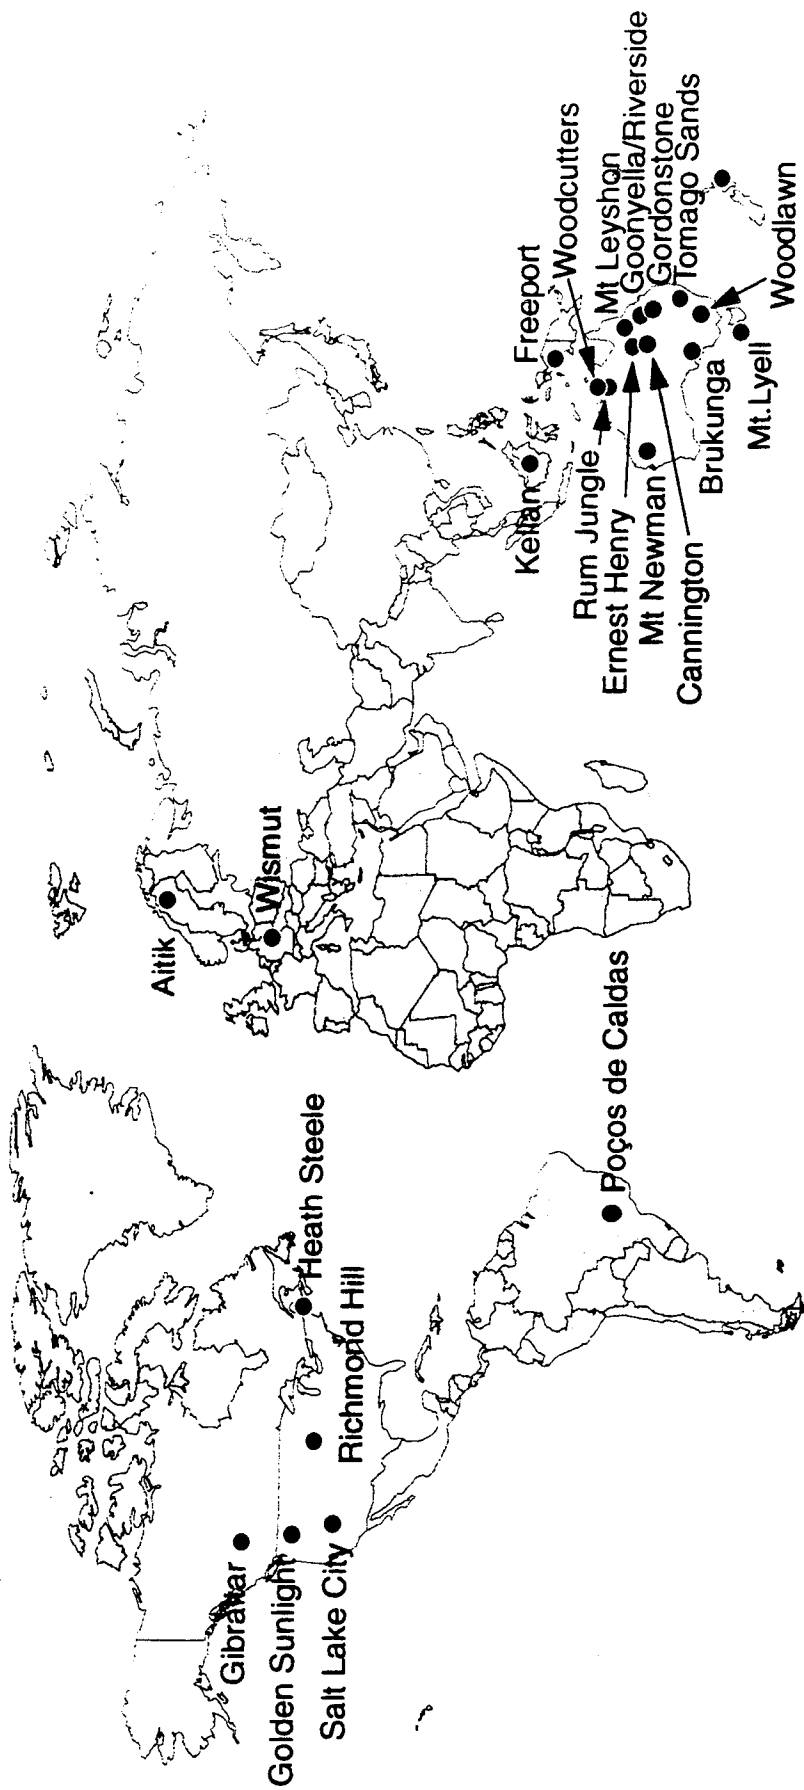 Gibraltar
Golden Sunlight
Salt Lake City
Richmond Hill
Heath Steele
Poços de Caldas
Aitik
Wismut
Kelian
Freeport
Woodcutters
Rum Jungle
Ernest Henry
Mt Newman
Cannington
Mt Leyshon
Goonyella/Riverside
Gordonstone
Tomago Sands
Woodlawn
Brukunga
Mt.Lyell